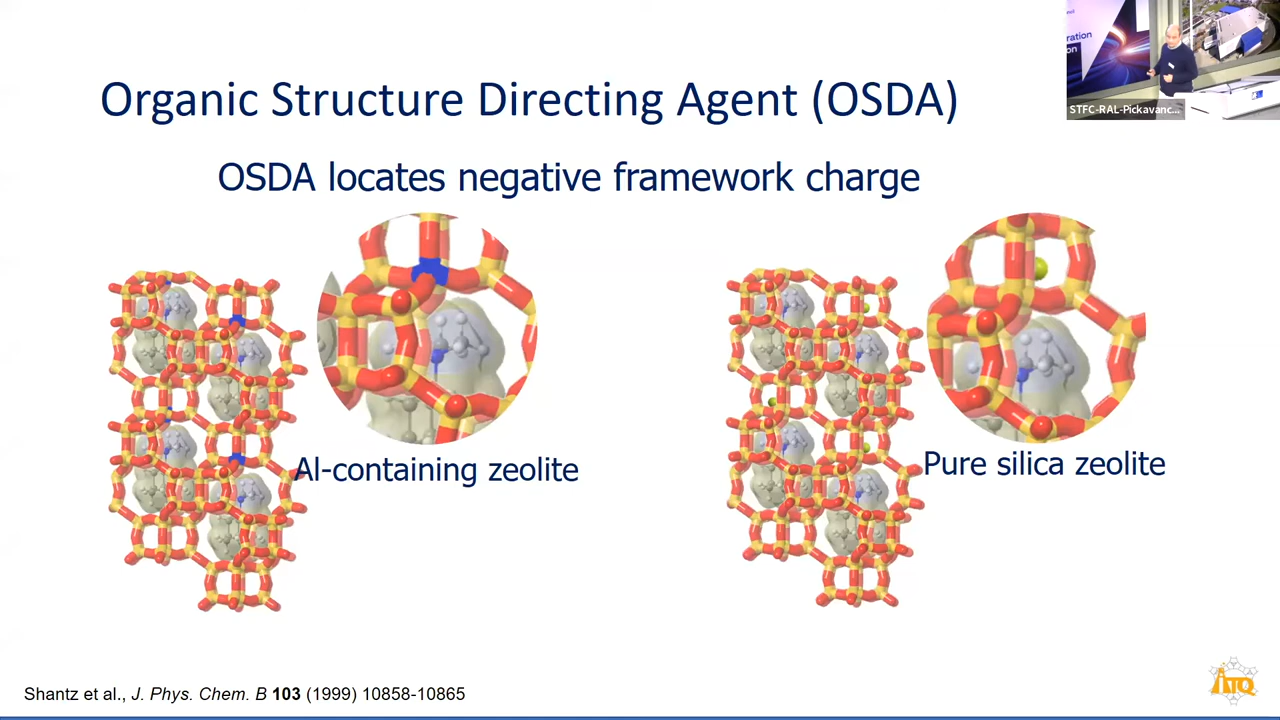 Organic Structure Directing Agent (OSDA)
OSDA locates negative framework charge
Al-containing zeolite
Pure silica zeolite
Shantz et al., J. Phys. Chem. B 103 (1999) 10858-10865
STFC-RAL-Pickavanc...
ITQ